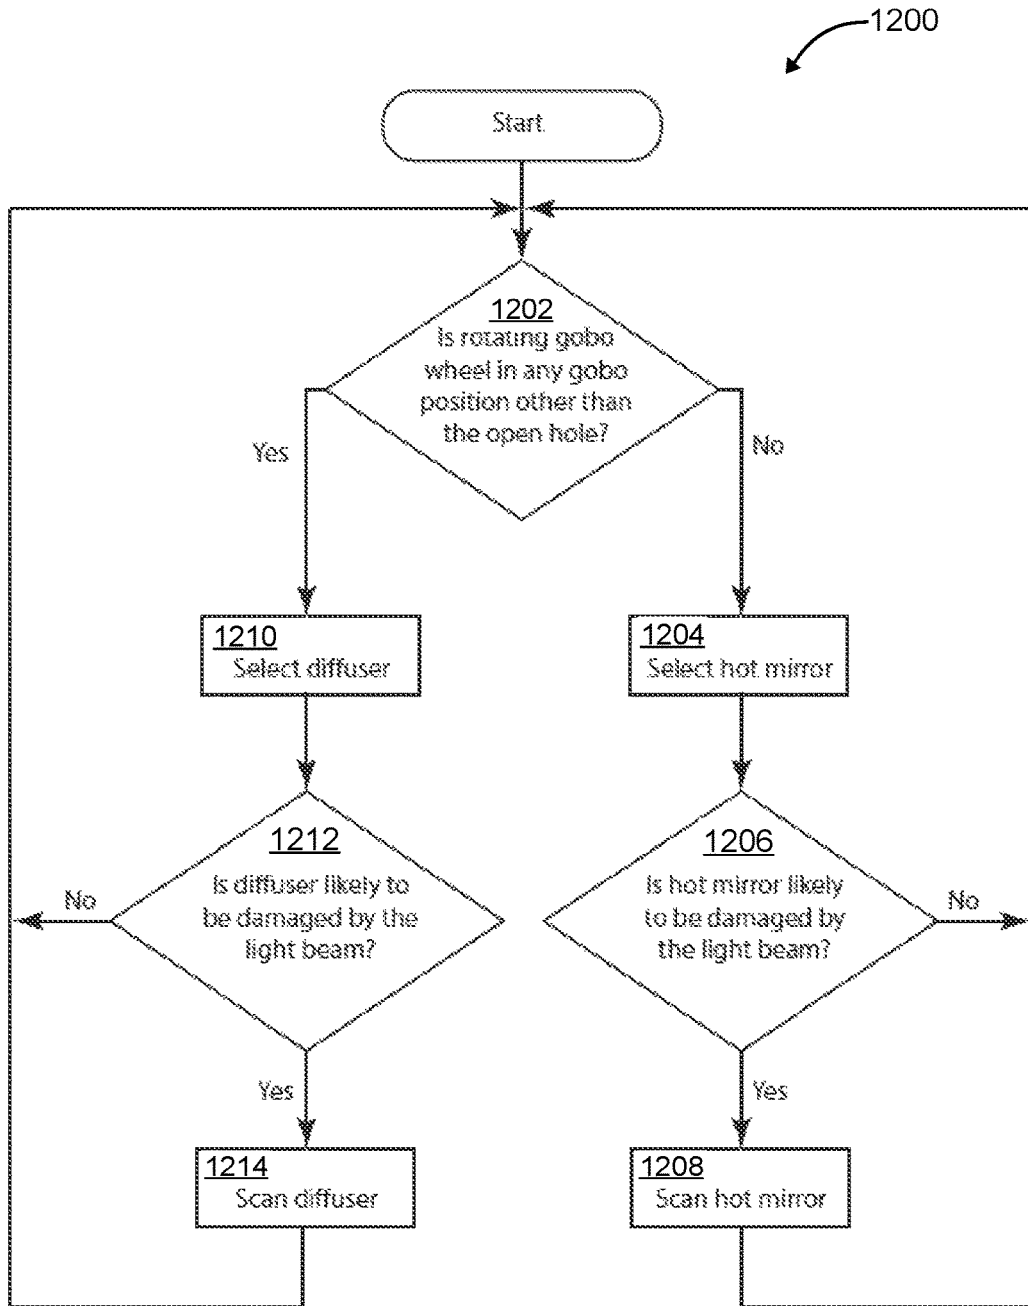 1200
Start
1202
Is rotating gobo
wheel in any gobo
position other than
the open hole?
Yes
No
1210
Select diffuser
1204
Select hot mirror
1212
Is diffuser likely to
be damaged by the
light beam?
No
1206
Is hot mirror likely
to be damaged by
the light beam?
No
Yes
Yes
1214
Scan diffuser
1208
Scan hot mirror